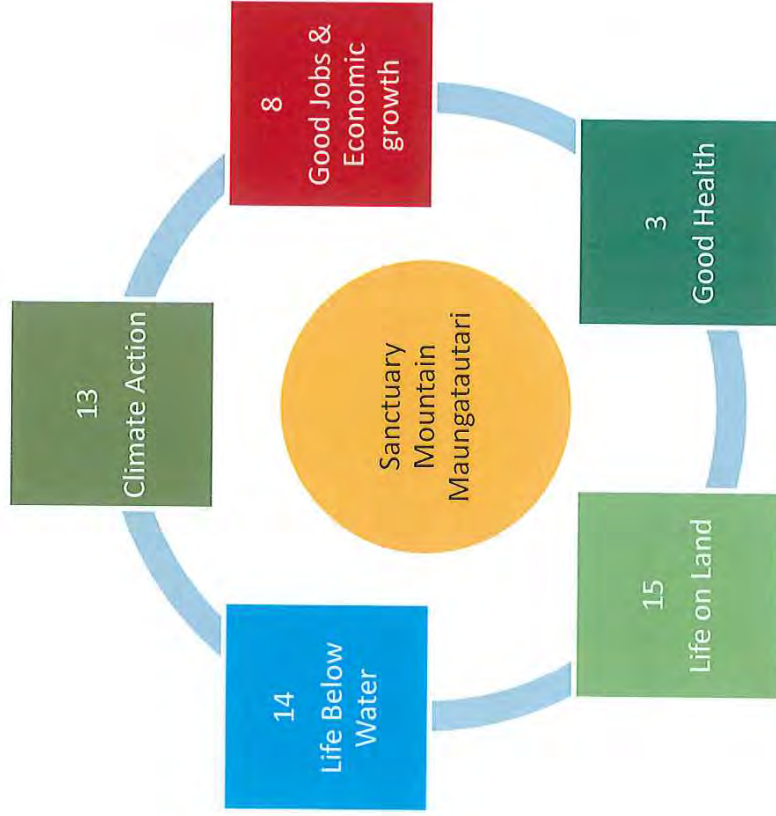 13
Climate Action
8
Good Jobs &
Economic
growth
3
Good Health
15
Life on Land
14
Life Below
Water
Sanctuary
Mountain
Maungatautari